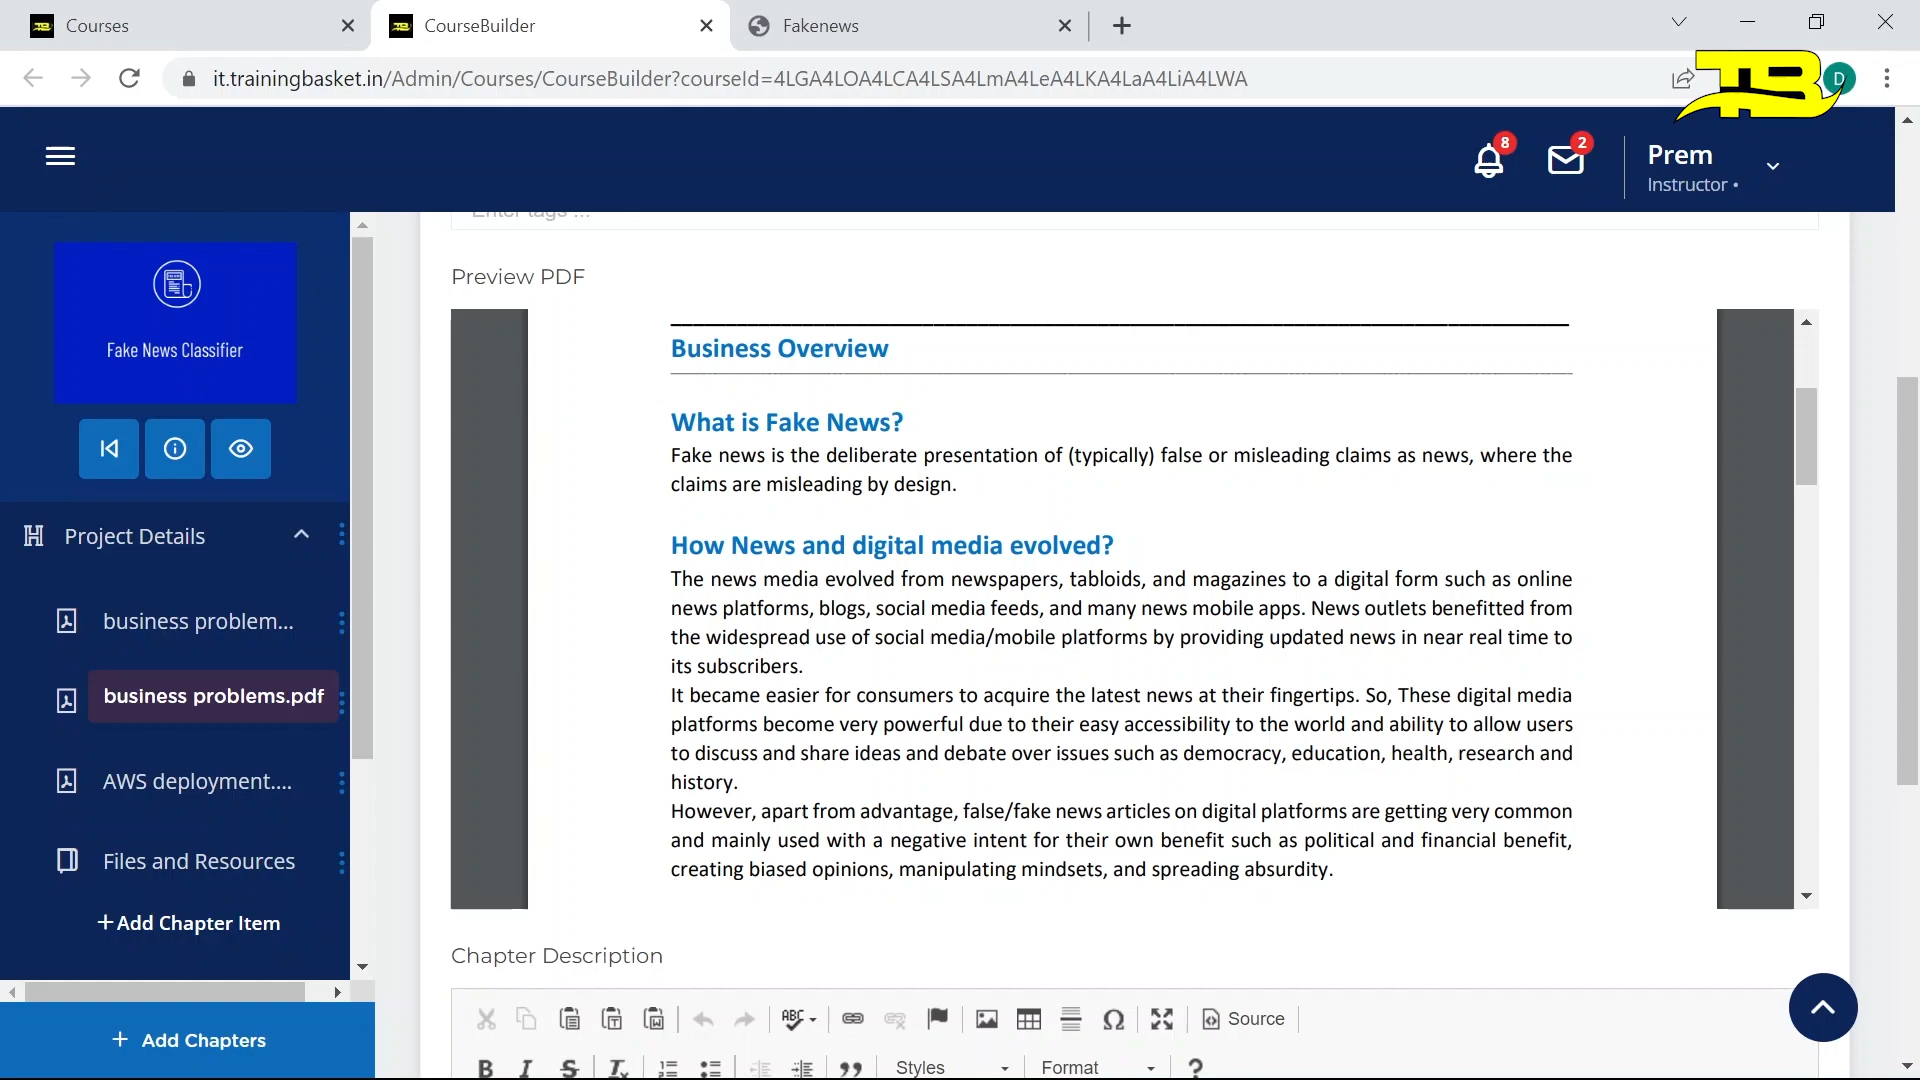 Courses
CourseBuilder
Fakenews
it.trainingbasket.in/Admin/Courses/CourseBuilder?courseId=4LGA4LOA4LCA4LSA4LmA4LeA4LKA4LaA4LiA4LWA
TB
D
8
2
Prem
Instructor •
Fake News Classifier
Project Details
business problem...
business problems.pdf
AWS deployment....
Files and Resources
+Add Chapter Item
+ Add Chapters
Enter tags ...
Preview PDF
Business Overview
What is Fake News?
Fake news is the deliberate presentation of (typically) false or misleading claims as news, where the
claims are misleading by design.
How News and digital media evolved?
The news media evolved from newspapers, tabloids, and magazines to a digital form such as online
news platforms, blogs, social media feeds, and many news mobile apps. News outlets benefitted from
the widespread use of social media/mobile platforms by providing updated news in near real time to
its subscribers.
It became easier for consumers to acquire the latest news at their fingertips. So, These digital media
platforms become very powerful due to their easy accessibility to the world and ability to allow users
to discuss and share ideas and debate over issues such as democracy, education, health, research and
history.
However, apart from advantage, false/fake news articles on digital platforms are getting very common
and mainly used with a negative intent for their own benefit such as political and financial benefit,
creating biased opinions, manipulating mindsets, and spreading absurdity.
Chapter Description
ABC
Ω
Source
B I S Tx
Styles
Format
?